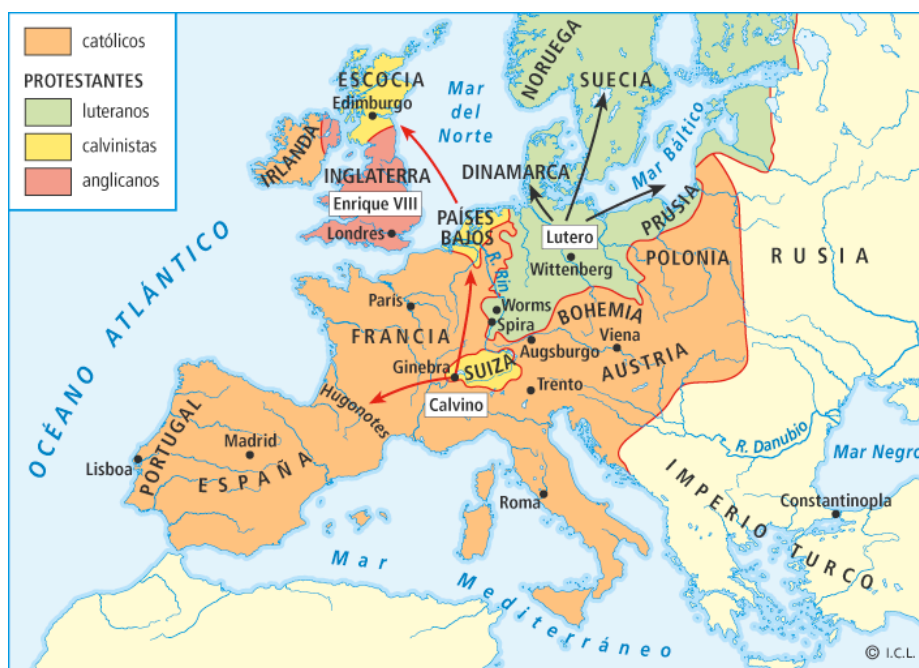 católicos
PROTESTANTES
luteranos
calvinistas
anglicanos
NORUEGA
SUECIA
ESCOCIA
Edimburgo
Mar
del
Norte
Mar Báltico
IRLANDA
DINAMARCA
INGLATERRA
Enrique VIII
Londres
PAÍSES
BAJOS
Lutero
Wittenberg
PRUSIA
POLONIA
RUSIA
R. Rin
OCÉANO ATLÁNTICO
París
Worms
Spira
BOHEMIA
FRANCIA
Augsburgo
Viena
AUSTRIA
Ginebra
SUIZA
Trento
Calvino
Hugonotes
PORTUGAL
Madrid
Lisboa
ESPAÑA
Roma
R. Danubio
Mar Negro
IMPERIO TURCO
Constantinopla
Mar Mediterráneo
© I.C.L.